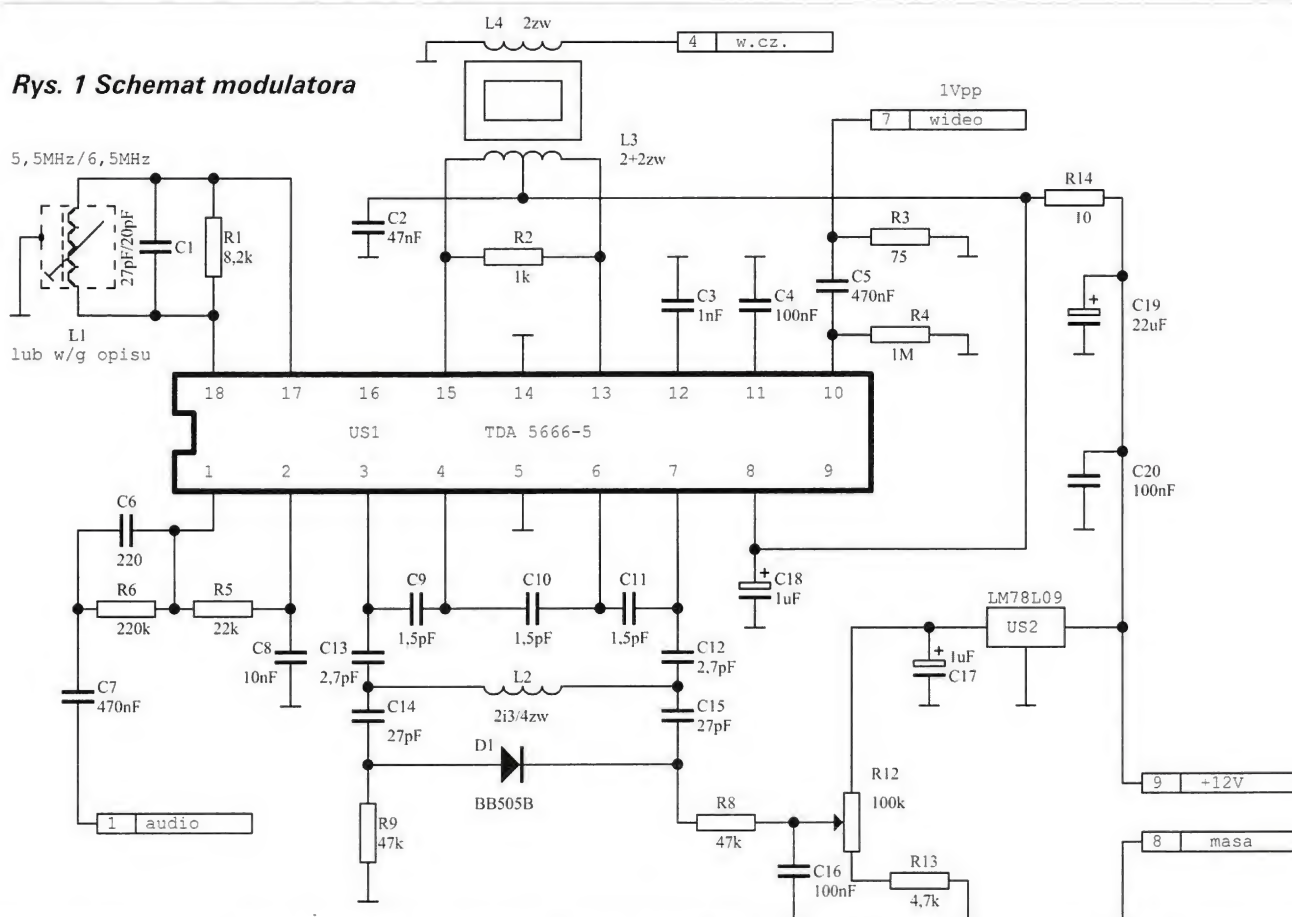 L4 2zw
4 w.cz.
Rys. 1 Schemat modulatora
1Vpp
7 wideo
L3
2+2zw
5,5MHz/6,5MHz
R14
10
27pF/20pF
C1
R1
8,2k
C2
47nF
R2
1k
R3
75
C3
1nF
C4
100nF
C5
470nF
C19
22uF
+
R4
1M
L1
lub w/g opisu
18 17 16 15 14 13 12 11 10
US1 TDA 5666-5
1 2 3 4 5 6 7 8 9
C20
100nF
C6
220
R6
220k
R5
22k
C9
1,5pF
C10
1,5pF
C11
1,5pF
+
C18
1uF
LM78L09
US2
C8
10nF
C13
2,7pF
C12
2,7pF
+
1uF
C17
C7
470nF
L2
2i3/4zw
C14
27pF
C15
27pF
D1
BB505B
R12
100k
9 +12V
R8
47k
1 audio
R9
47k
8 masa
C16
100nF
R13
4,7k